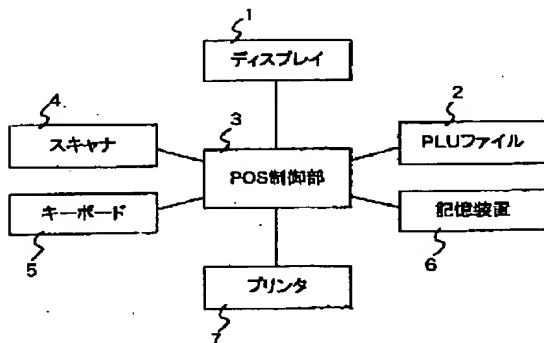 1
ディスプレイ
4
スキャナ
3
POS制御部
2
PLUファイル
キーボード
5
記憶装置
6
プリンタ
7